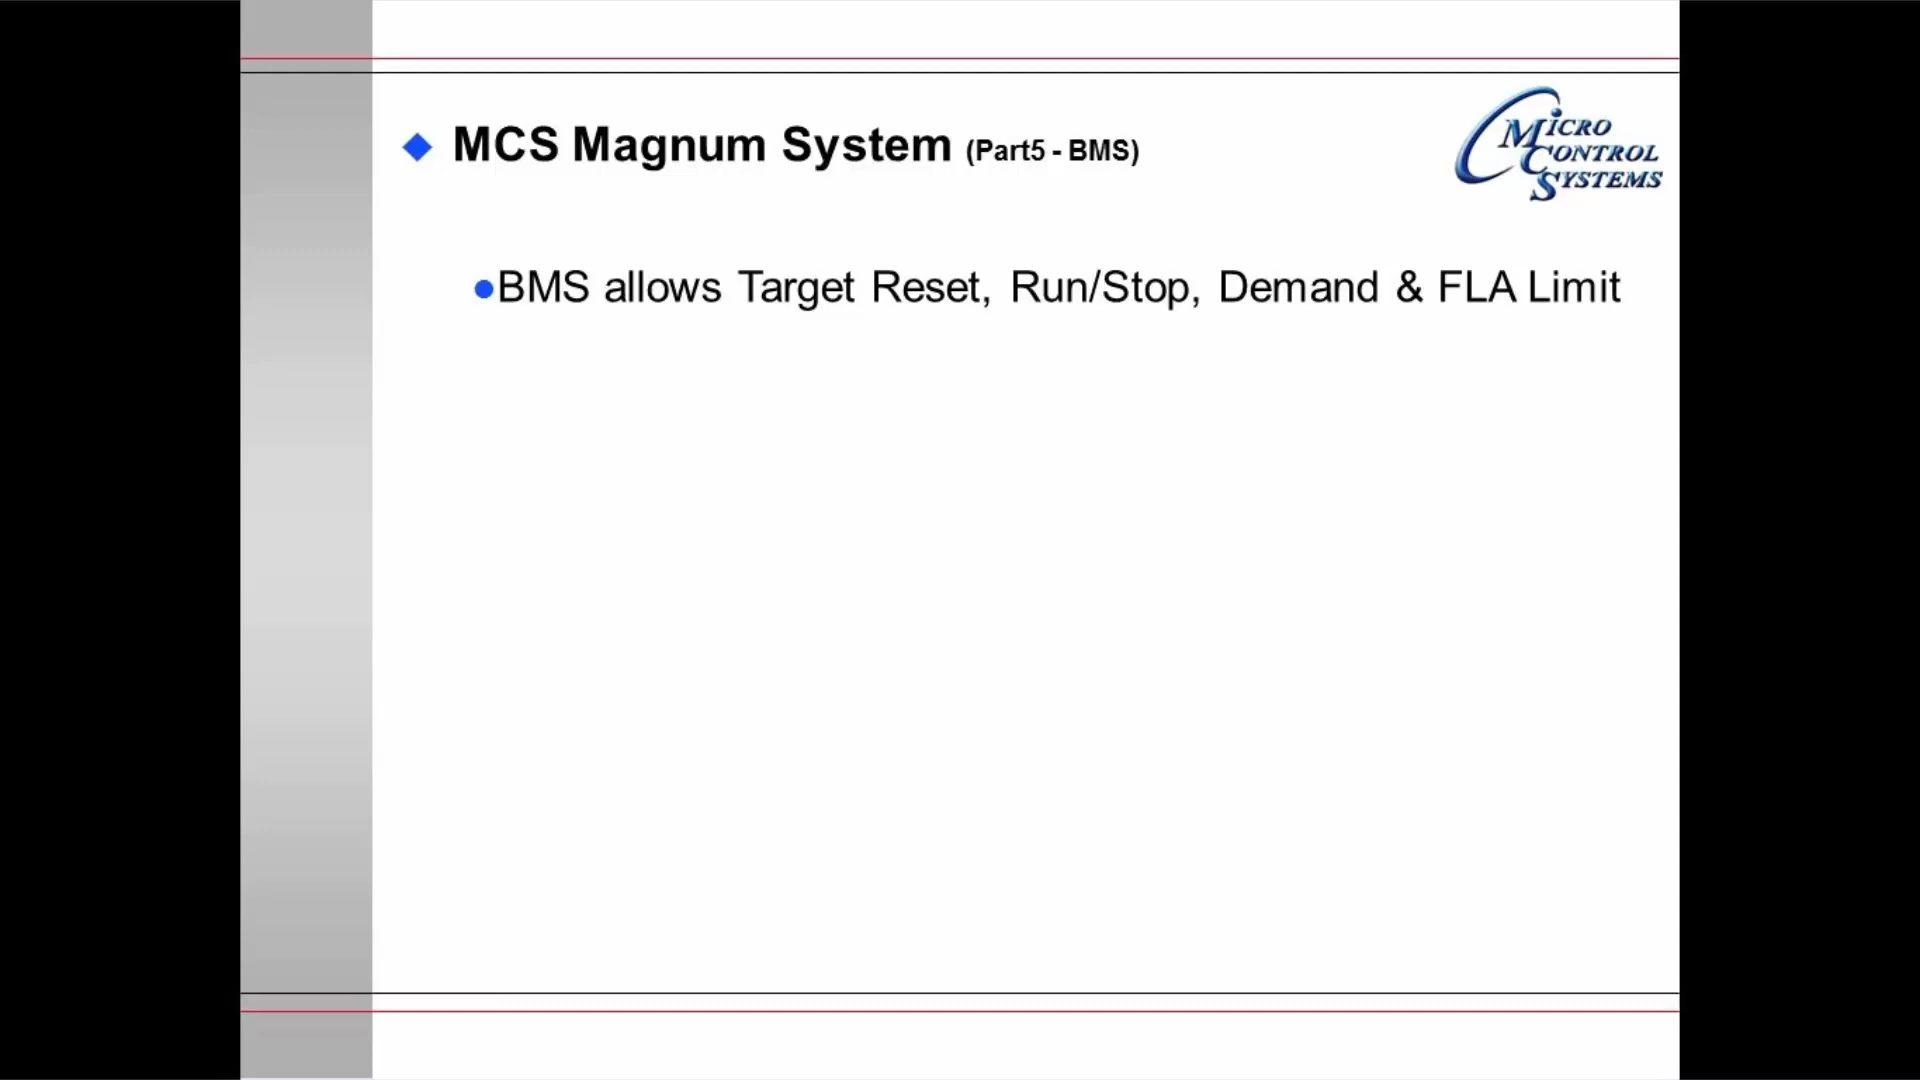 MCS Magnum System (Part5 - BMS)
MICRO
CONTROL
SYSTEMS
BMS allows Target Reset, Run/Stop, Demand & FLA Limit